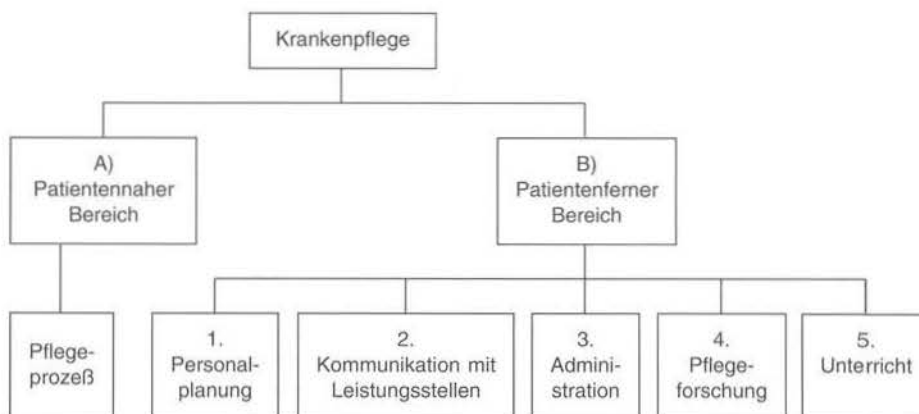 Krankenpflege
A)
Patientennaher
Bereich
B)
Patientenferner
Bereich
Pflege-
prozeß
1.
Personal-
planung
2.
Kommunikation mit
Leistungsstellen
3.
Admini-
stration
4.
Pflege-
forschung
5.
Unterricht